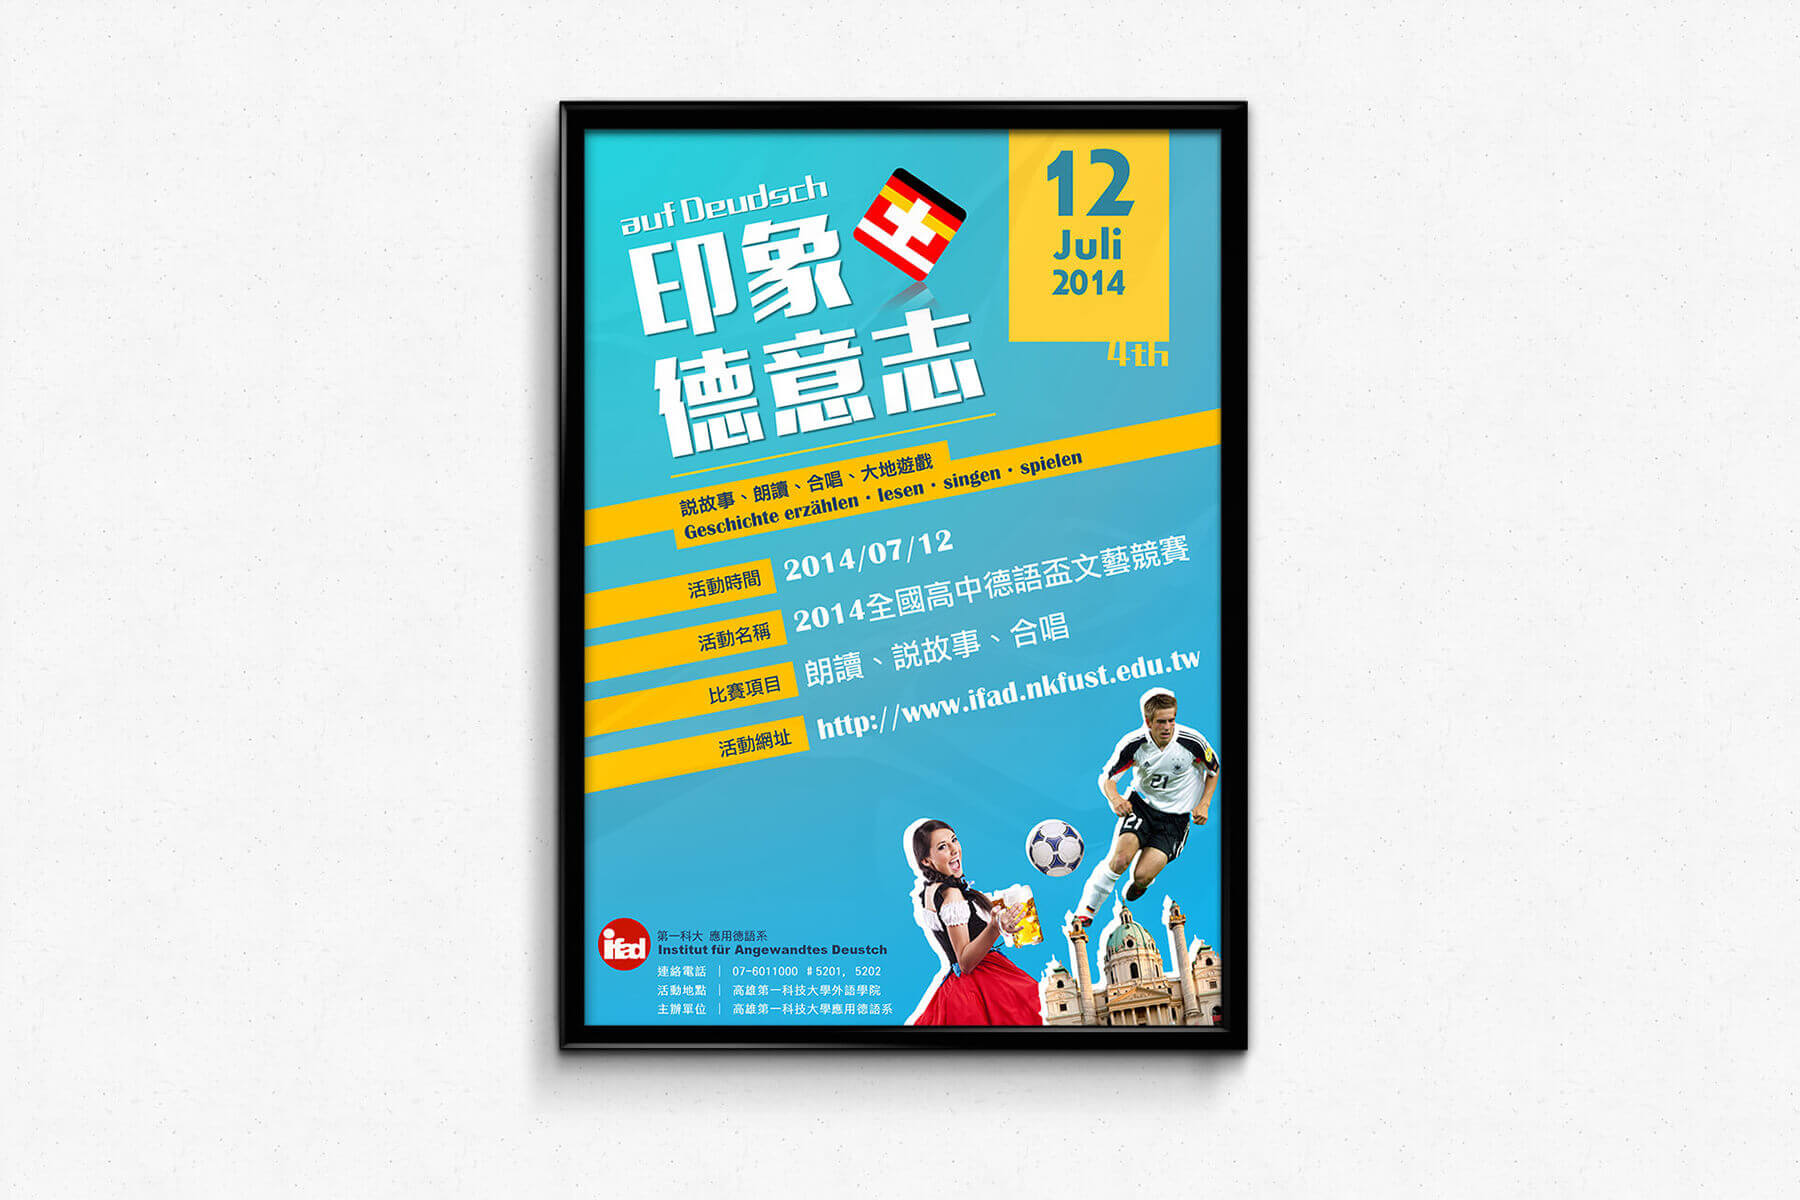 auf Deudsch
印象
德意志
12
Juli
2014
4th
説故事、朗讀、合唱、大地遊戲
Geschichte erzählen · lesen · singen · spielen
活動時間 2014/07/12
活動名稱 2014全國高中德語盃文藝競賽
比賽項目 朗讀、説故事、合唱
活動網址 http://www.ifad.nkfust.edu.tw
21
21
ifad
第一科大 應用德語系
Institut für Angewandtes Deustch
連絡電話 | 07-6011000 #5201, 5202
活動地點 | 高雄第一科技大學外語學院
主辦單位 | 高雄第一科技大學應用德語系